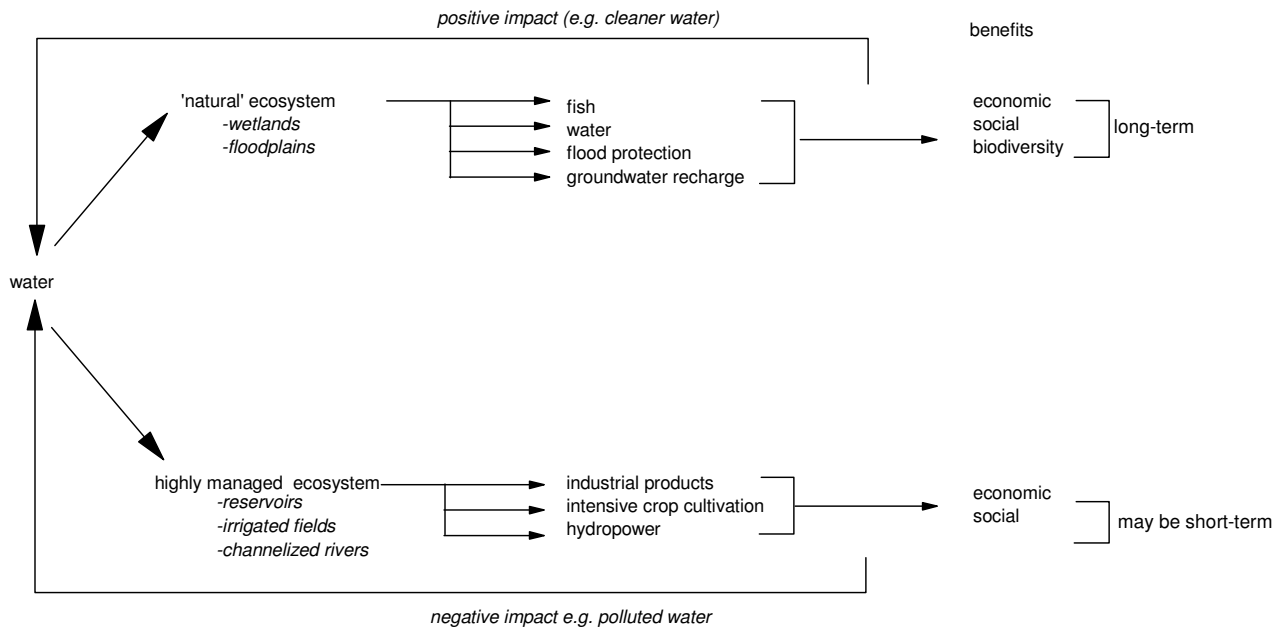 positive impact (e.g. cleaner water)
benefits
'natural' ecosystem
-wetlands
-floodplains
fish
water
flood protection
groundwater recharge
economic
social
biodiversity
long-term
water
highly managed ecosystem
-reservoirs
-irrigated fields
-channelized rivers
industrial products
intensive crop cultivation
hydropower
economic
social
may be short-term
negative impact e.g. polluted water